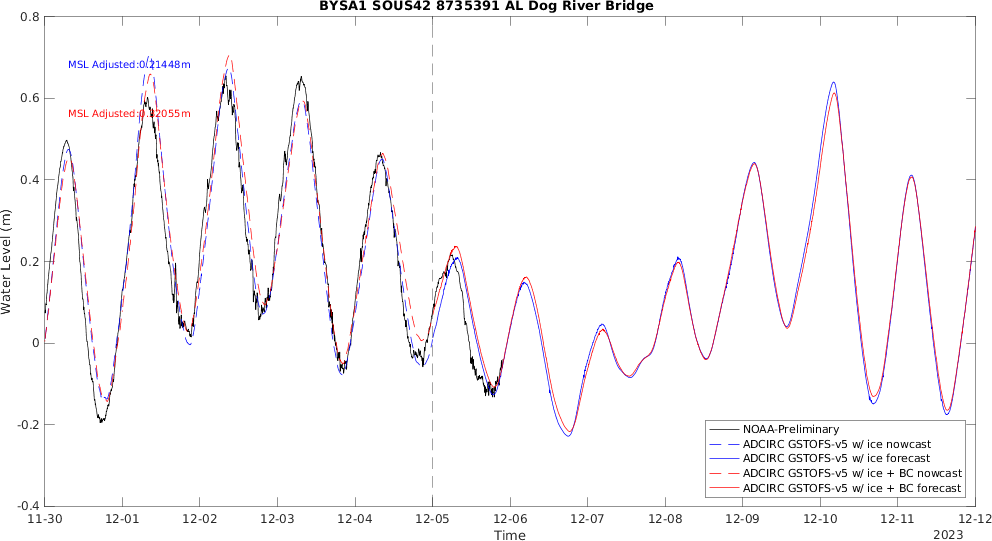 BYSA1 SOUS42 8735391 AL Dog River Bridge
0.8
0.6
0.4
0.2
0
-0.2
-0.4
Water Level (m)
MSL Adjusted:0.21448m
MSL Adjusted:0.22055m
NOAA-Preliminary
ADCIRC GSTOFS-v5 w/ ice nowcast
ADCIRC GSTOFS-v5 w/ ice forecast
ADCIRC GSTOFS-v5 w/ ice + BC nowcast
ADCIRC GSTOFS-v5 w/ ice + BC forecast
11-30 12-01 12-02 12-03 12-04 12-05 12-06 12-07 12-08 12-09 12-10 12-11 12-12
Time
2023